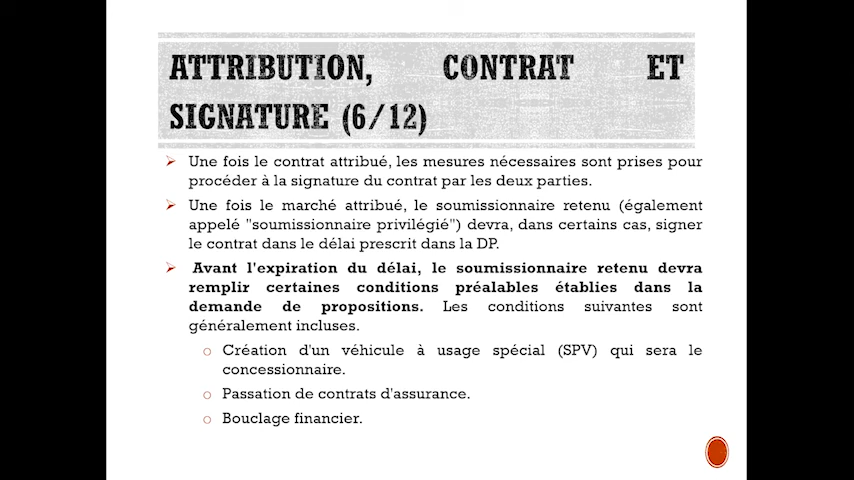 ATTRIBUTION, CONTRAT ET
SIGNATURE (6/12)
Une fois le contrat attribué, les mesures nécessaires sont prises pour
procéder à la signature du contrat par les deux parties.
Une fois le marché attribué, le soumissionnaire retenu (également
appelé "soumissionnaire privilégié") devra, dans certains cas, signer
le contrat dans le délai prescrit dans la DP.
Avant l'expiration du délai, le soumissionnaire retenu devra
remplir certaines conditions préalables établies dans la
demande de propositions. Les conditions suivantes sont
généralement incluses.
Création d'un véhicule à usage spécial (SPV) qui sera le
concessionnaire.
Passation de contrats d'assurance.
Bouclage financier.